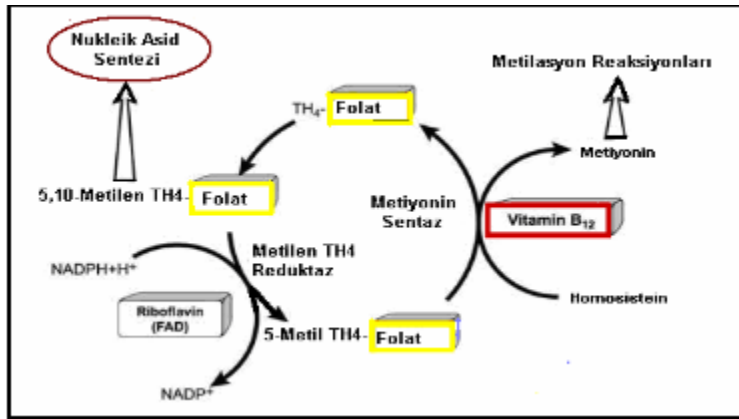 Nukleik Asid
Sentezi
Metilasyon Reaksiyonları
TH₄- Folat
Metiyonin
5,10-Metilen TH4- Folat
Metiyonin
Sentaz
Vitamin B₁₂
Metilen TH4
Reduktaz
NADPH+H⁺
Riboflavin
(FAD)
Homosistein
5-Metil TH4- Folat
NADP⁺